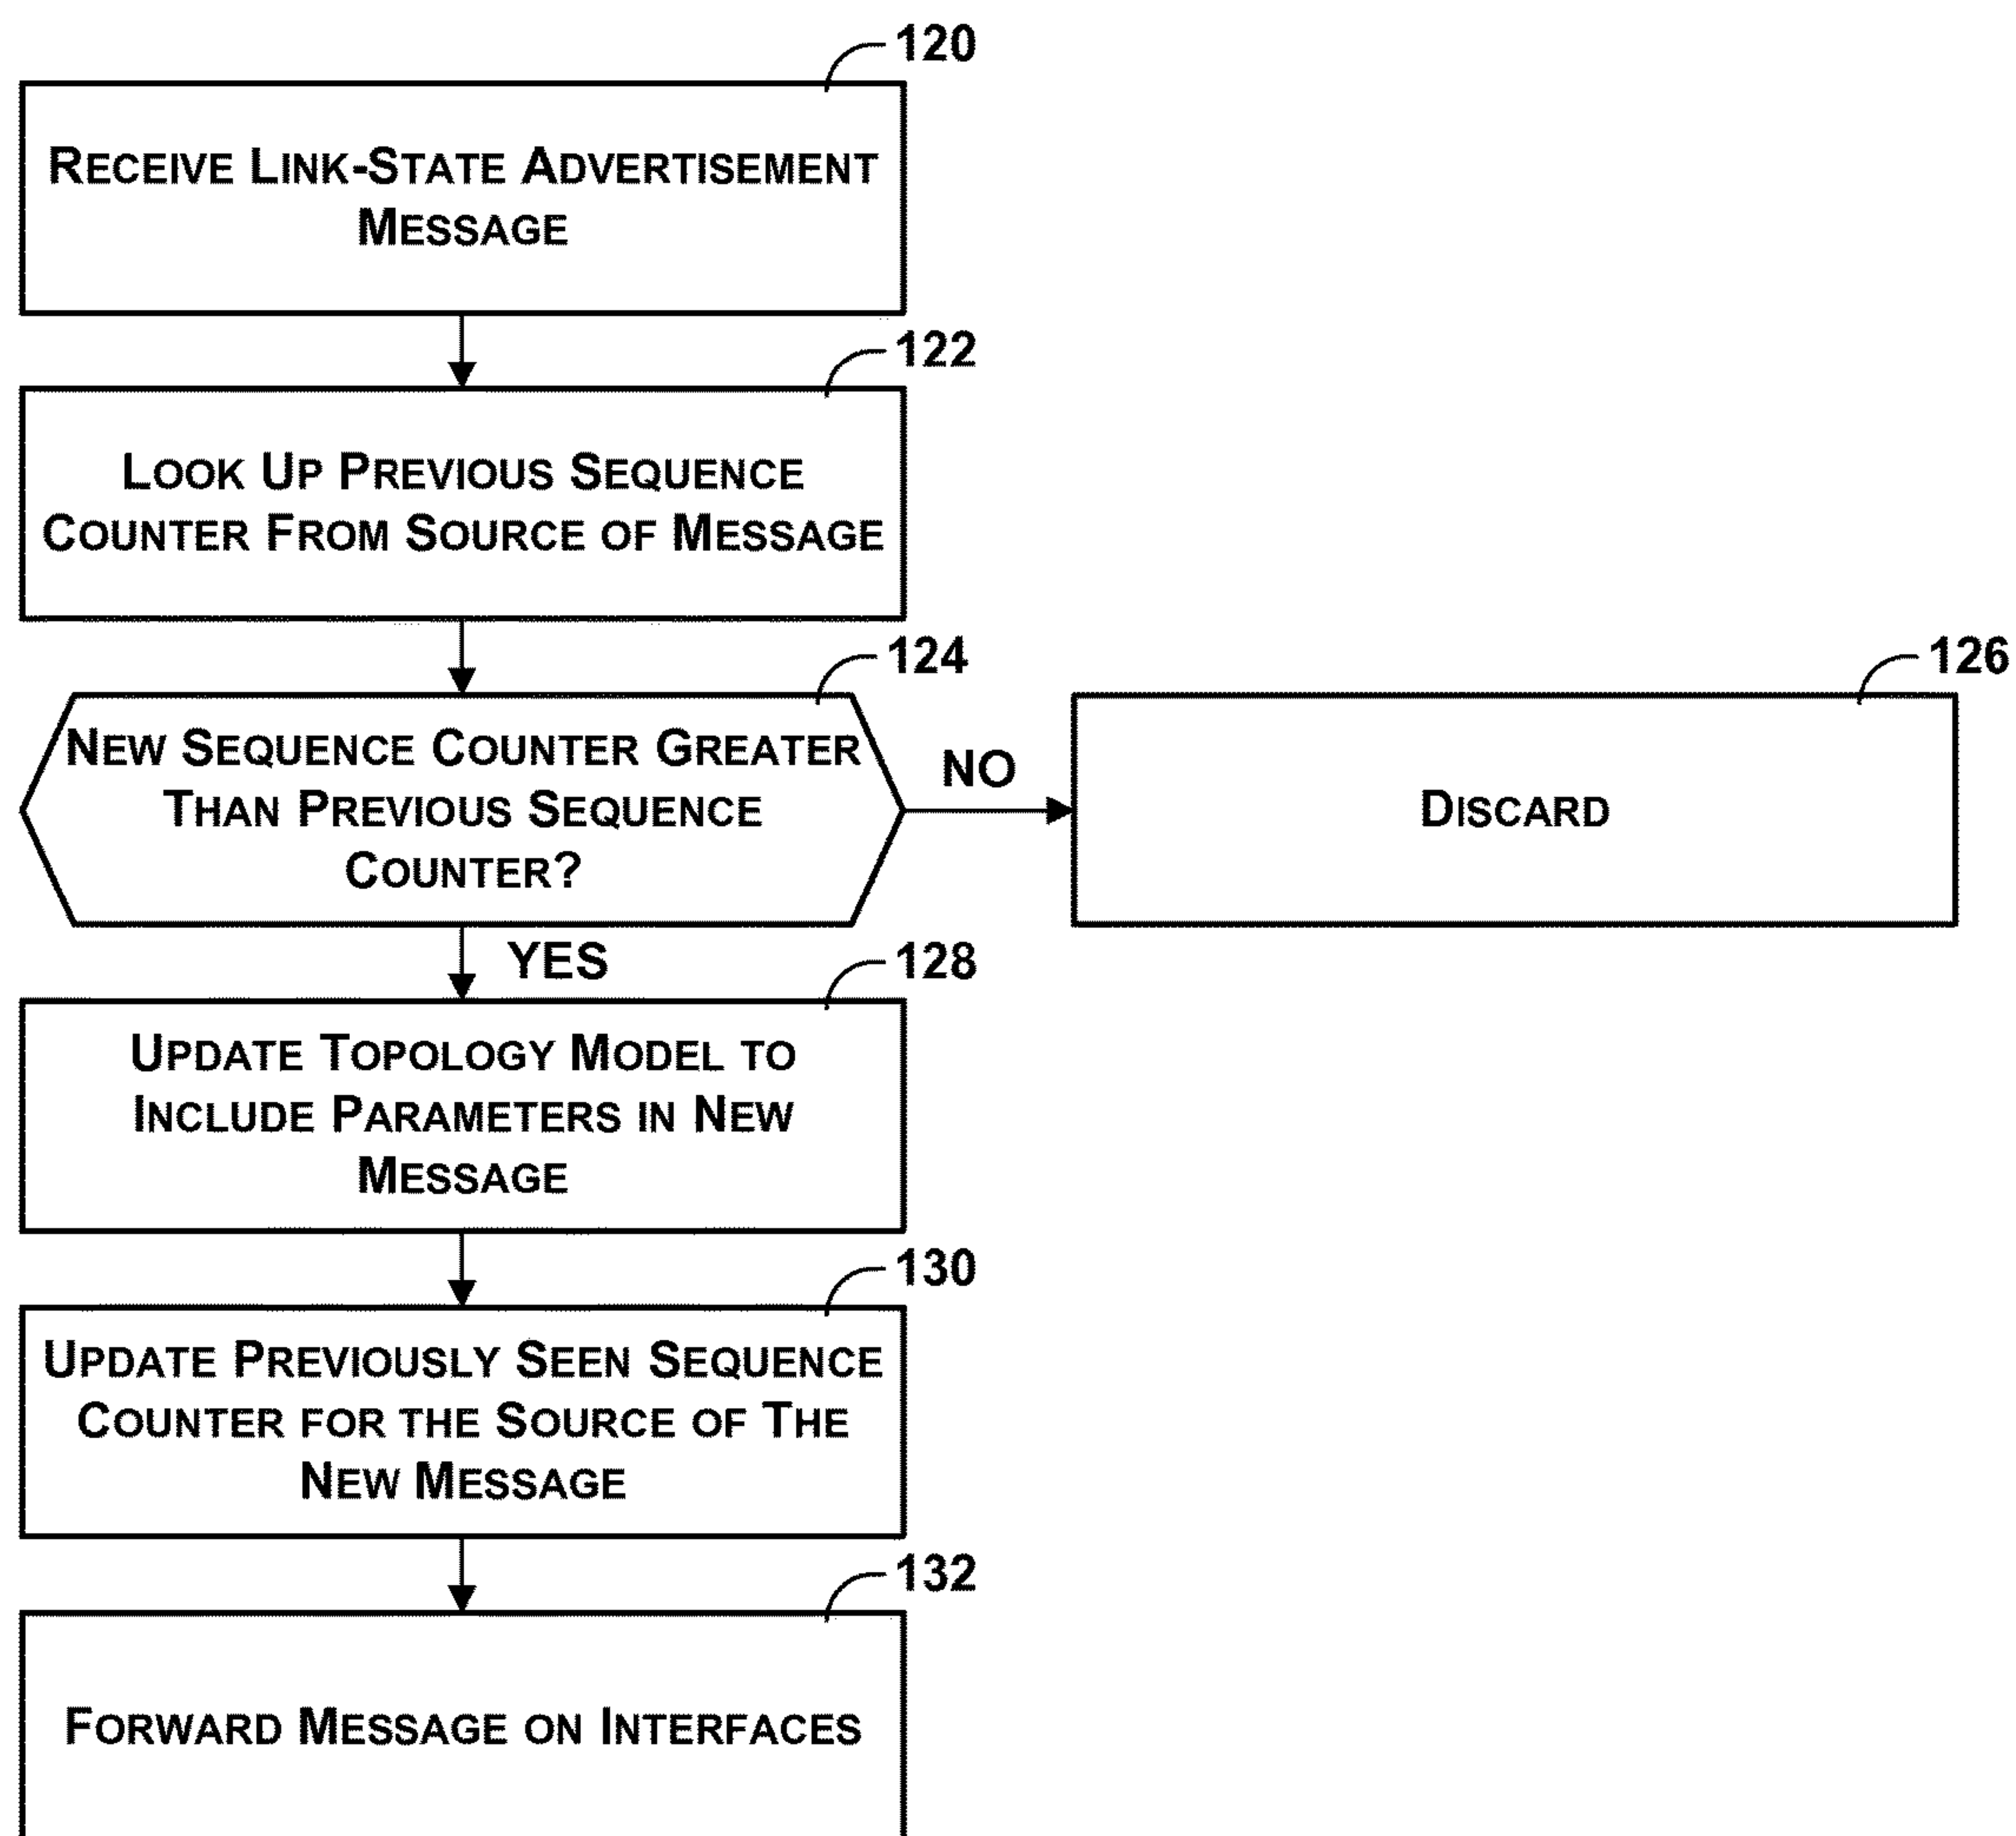 120
RECEIVE LINK-STATE ADVERTISEMENT
MESSAGE
122
LOOK UP PREVIOUS SEQUENCE
COUNTER FROM SOURCE OF MESSAGE
124
NEW SEQUENCE COUNTER GREATER
THAN PREVIOUS SEQUENCE
COUNTER?
NO
126
DISCARD
YES
128
UPDATE TOPOLOGY MODEL TO
INCLUDE PARAMETERS IN NEW
MESSAGE
130
UPDATE PREVIOUSLY SEEN SEQUENCE
COUNTER FOR THE SOURCE OF THE
NEW MESSAGE
132
FORWARD MESSAGE ON INTERFACES